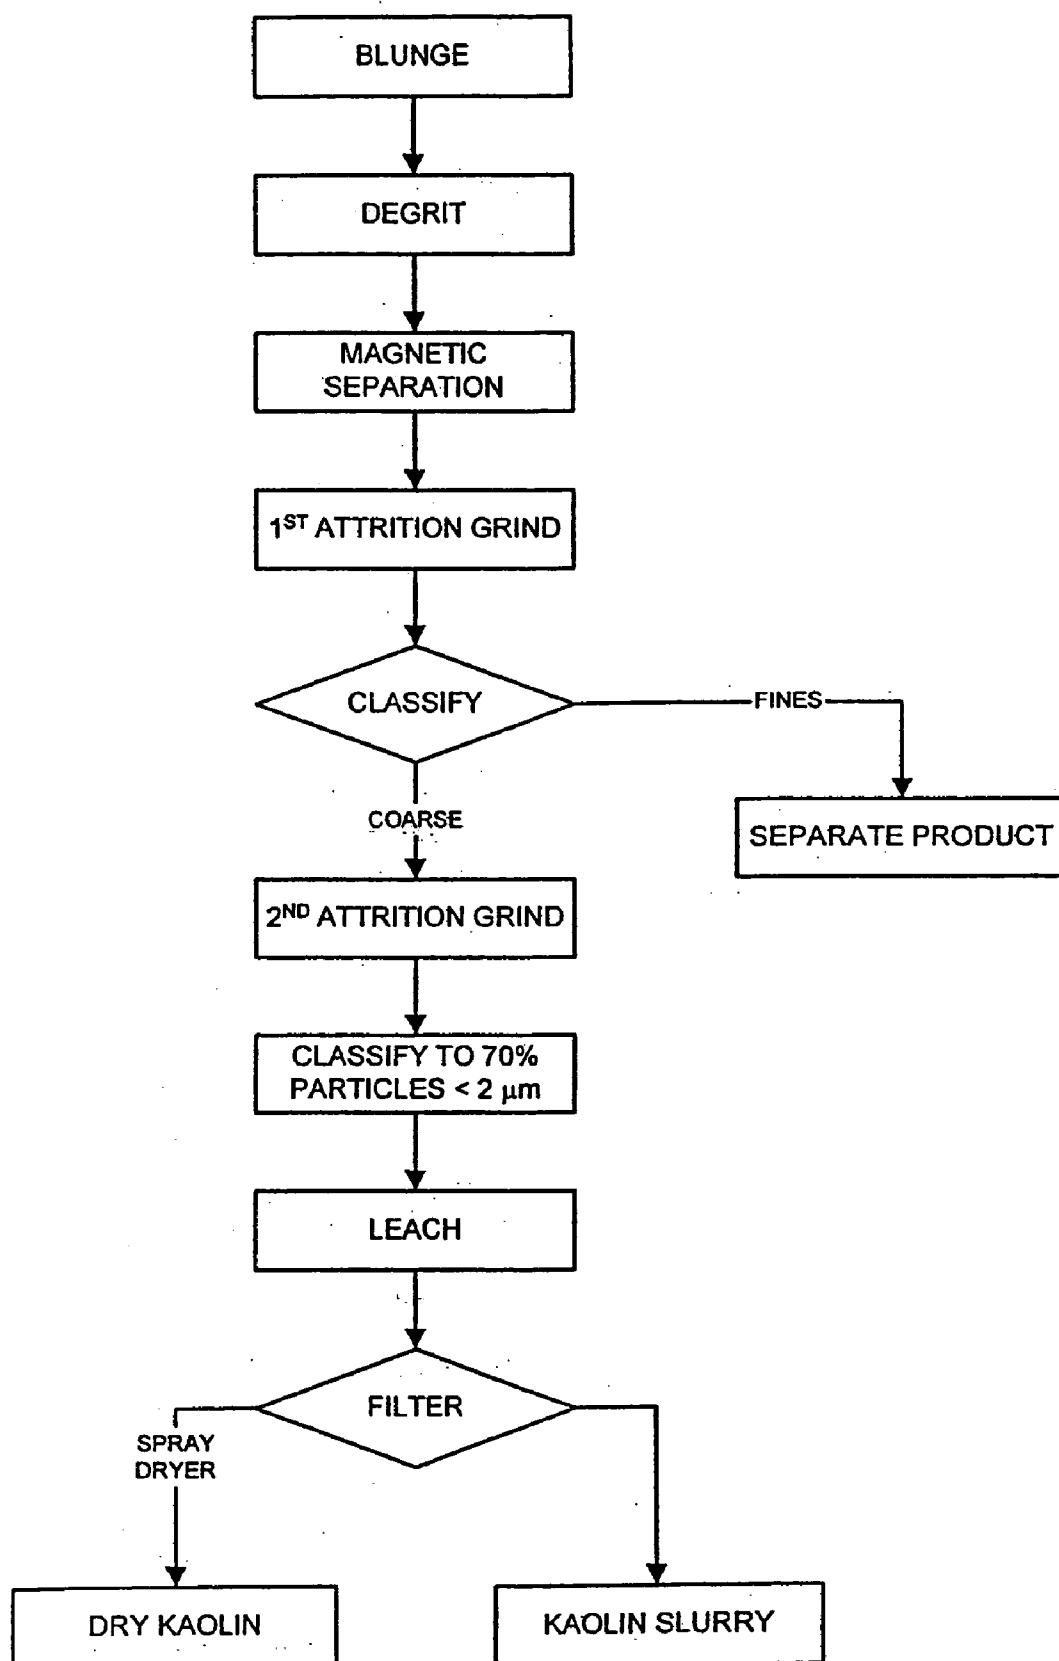 BLUNGE
DEGRIT
MAGNETIC
SEPARATION
1ST ATTRITION GRIND
CLASSIFY
FINES
COARSE
SEPARATE PRODUCT
2ND ATTRITION GRIND
CLASSIFY TO 70%
PARTICLES < 2 μm
LEACH
FILTER
SPRAY
DRYER
DRY KAOLIN
KAOLIN SLURRY